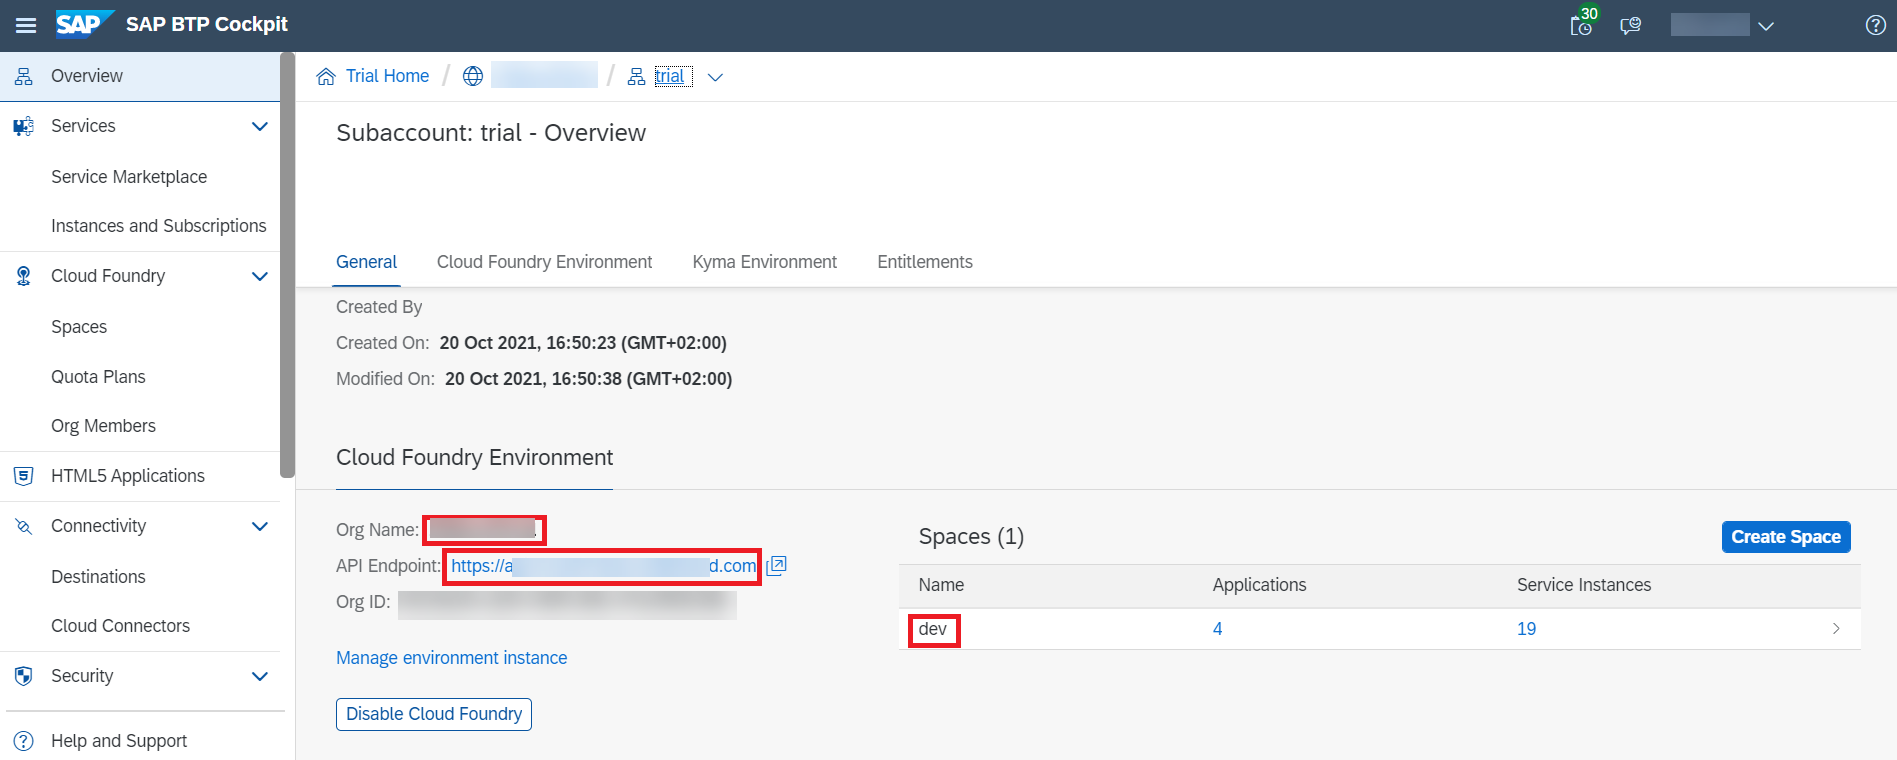 SAP SAP BTP Cockpit
30
Overview
Services
Service Marketplace
Instances and Subscriptions
Cloud Foundry
Spaces
Quota Plans
Org Members
HTML5 Applications
Connectivity
Destinations
Cloud Connectors
Security
Help and Support
Trial Home / / trial
Subaccount: trial - Overview
General Cloud Foundry Environment Kyma Environment Entitlements
Created By
Created On: 20 Oct 2021, 16:50:23 (GMT+02:00)
Modified On: 20 Oct 2021, 16:50:38 (GMT+02:00)
Cloud Foundry Environment
Org Name:
API Endpoint: https://a d.com
Org ID:
Manage environment instance
Disable Cloud Foundry
Spaces (1)
Create Space
Name Applications Service Instances
dev 4 19